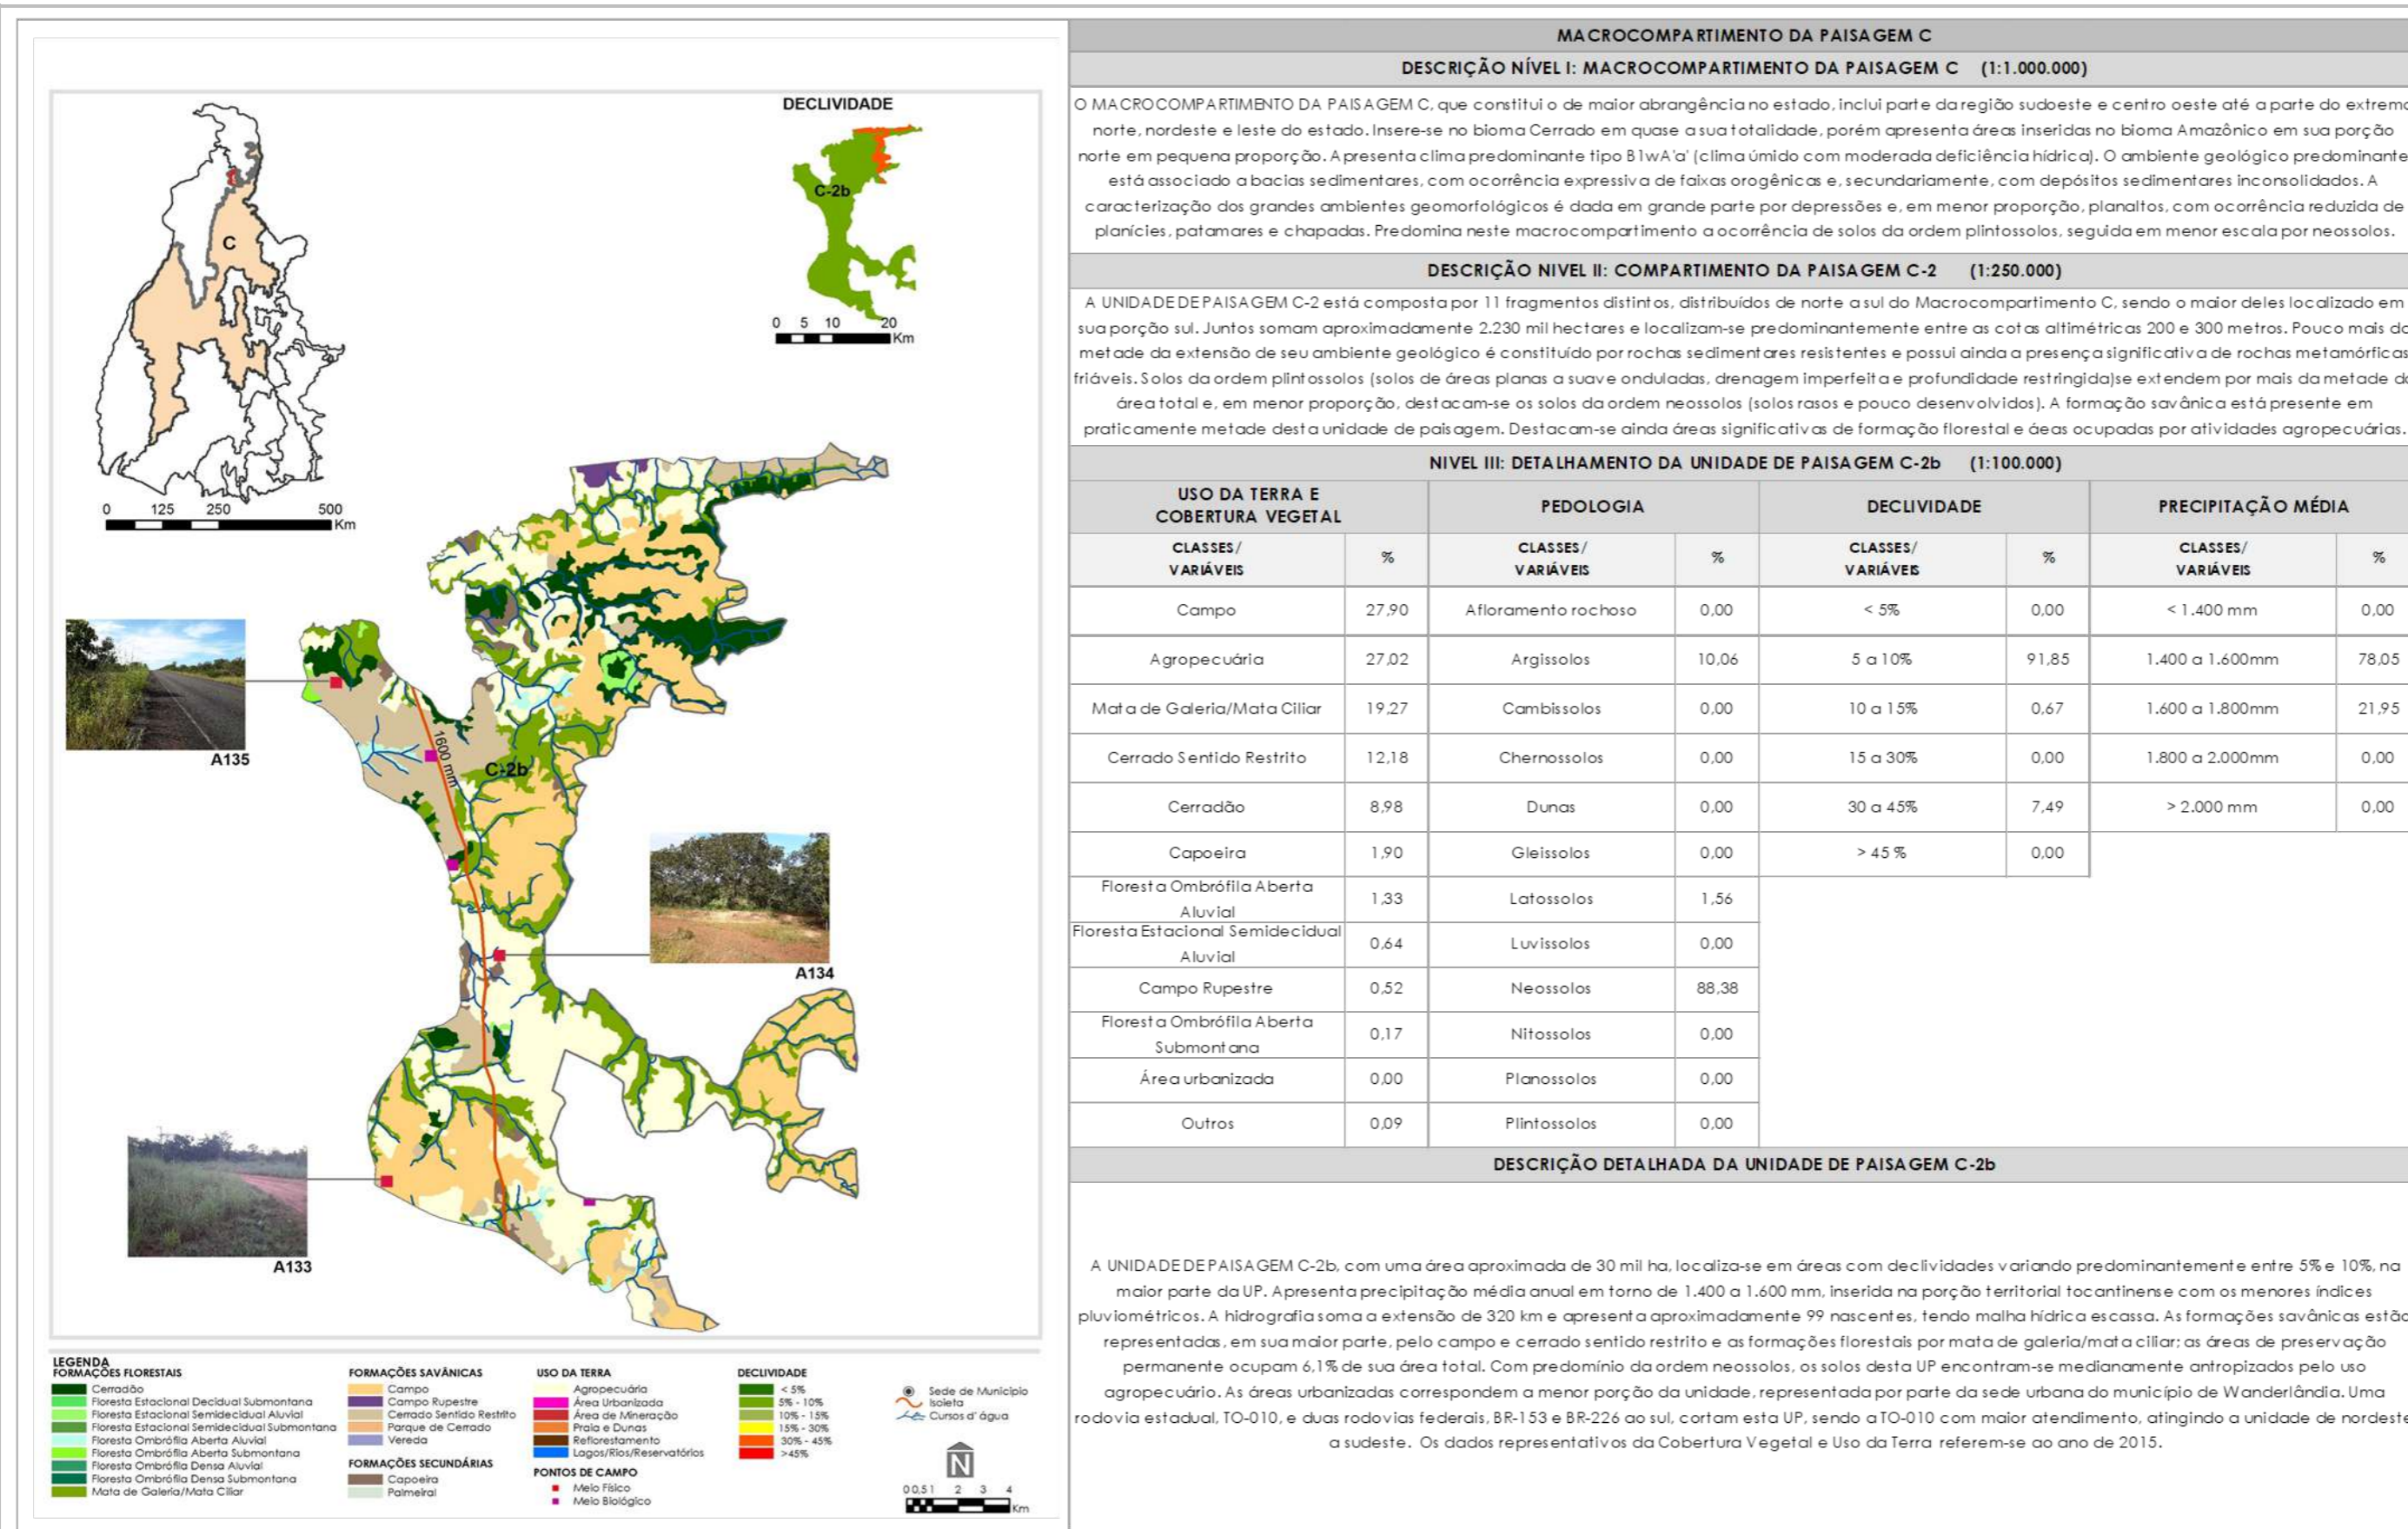 DECLIVIDADE
C-2b
0 5 10 20
Km
C
0 125 250 500
Km
1600 mm
C-2b
A135
A134
A133
LEGENDA
FORMAÇÕES FLORESTAIS
Cerradão
Floresta Estacional Decidual Submontana
Floresta Estacional Semidecidual Aluvial
Floresta Estacional Semidecidual Submontana
Floresta Ombrófila Aberta Aluvial
Floresta Ombrófila Aberta Submontana
Floresta Ombrófila Densa Aluvial
Floresta Ombrófila Densa Submontana
Mata de Galeria/Mata Ciliar
FORMAÇÕES SAVÂNICAS
Campo
Campo Rupestre
Cerrado Sentido Restrito
Parque de Cerrado
Vereda
FORMAÇÕES SECUNDÁRIAS
Capoeira
Palmeiral
USO DA TERRA
Agropecuária
Área Urbanizada
Área de Mineração
Praia e Dunas
Reflorestamento
Lagos/Rios/Reservatórios
PONTOS DE CAMPO
Meio Físico
Meio Biológico
DECLIVIDADE
< 5%
5% - 10%
10% - 15%
15% - 30%
30% - 45%
>45%
Sede de Município
Isoieta
Cursos d' água
N
0 0,5 1 2 3 4
Km
MACROCOMPARTIMENTO DA PAISAGEM C
DESCRIÇÃO NÍVEL I: MACROCOMPARTIMENTO DA PAISAGEM C (1:1.000.000)
O MACROCOMPARTIMENTO DA PAISAGEM C, que constitui o de maior abrangência no estado, inclui parte da região sudoeste e centro oeste até a parte do extremo
norte, nordeste e leste do estado. Insere-se no bioma Cerrado em quase a sua totalidade, porém apresenta áreas inseridas no bioma Amazônico em sua porção
norte em pequena proporção. Apresenta clima predominante tipo B1wA'a' (clima úmido com moderada deficiência hídrica). O ambiente geológico predominante
está associado a bacias sedimentares, com ocorrência expressiva de faixas orogênicas e, secundariamente, com depósitos sedimentares inconsolidados. A
caracterização dos grandes ambientes geomorfológicos é dada em grande parte por depressões e, em menor proporção, planaltos, com ocorrência reduzida de
planícies, patamares e chapadas. Predomina neste macrocompartimento a ocorrência de solos da ordem plintossolos, seguida em menor escala por neossolos.
DESCRIÇÃO NIVEL II: COMPARTIMENTO DA PAISAGEM C-2 (1:250.000)
A UNIDADE DE PAISAGEM C-2 está composta por 11 fragmentos distintos, distribuídos de norte a sul do Macrocompartimento C, sendo o maior deles localizado em
sua porção sul. Juntos somam aproximadamente 2.230 mil hectares e localizam-se predominantemente entre as cotas altimétricas 200 e 300 metros. Pouco mais da
metade da extensão de seu ambiente geológico é constituído por rochas sedimentares resistentes e possui ainda a presença significativa de rochas metamórficas
friáveis. Solos da ordem plintossolos (solos de áreas planas a suave onduladas, drenagem imperfeita e profundidade restringida)se extendem por mais da metade da
área total e, em menor proporção, destacam-se os solos da ordem neossolos (solos rasos e pouco desenvolvidos). A formação savânica está presente em
praticamente metade desta unidade de paisagem. Destacam-se ainda áreas significativas de formação florestal e áeas ocupadas por atividades agropecuárias.
NIVEL III: DETALHAMENTO DA UNIDADE DE PAISAGEM C-2b (1:100.000)
USO DA TERRA E
COBERTURA VEGETAL
PEDOLOGIA
DECLIVIDADE
PRECIPITAÇÃO MÉDIA
CLASSES/
VARIÁVEIS
%
CLASSES/
VARIÁVEIS
%
CLASSES/
VARIÁVEIS
%
CLASSES/
VARIÁVEIS
%
Campo 27,90 Afloramento rochoso 0,00 < 5% 0,00 < 1.400 mm 0,00
Agropecuária 27,02 Argissolos 10,06 5 a 10% 91,85 1.400 a 1.600mm 78,05
Mata de Galeria/Mata Ciliar 19,27 Cambissolos 0,00 10 a 15% 0,67 1.600 a 1.800mm 21,95
Cerrado Sentido Restrito 12,18 Chernossolos 0,00 15 a 30% 0,00 1.800 a 2.000mm 0,00
Cerradão 8,98 Dunas 0,00 30 a 45% 7,49 > 2.000 mm 0,00
Capoeira 1,90 Gleissolos 0,00 > 45 % 0,00
Floresta Ombrófila Aberta
Aluvial
1,33 Latossolos 1,56
Floresta Estacional Semidecidual
Aluvial
0,64 Luvissolos 0,00
Campo Rupestre 0,52 Neossolos 88,38
Floresta Ombrófila Aberta
Submontana
0,17 Nitossolos 0,00
Área urbanizada 0,00 Planossolos 0,00
Outros 0,09 Plintossolos 0,00
DESCRIÇÃO DETALHADA DA UNIDADE DE PAISAGEM C-2b
A UNIDADE DE PAISAGEM C-2b, com uma área aproximada de 30 mil ha, localiza-se em áreas com declividades variando predominantemente entre 5% e 10%, na
maior parte da UP. Apresenta precipitação média anual em torno de 1.400 a 1.600 mm, inserida na porção territorial tocantinense com os menores índices
pluviométricos. A hidrografia soma a extensão de 320 km e apresenta aproximadamente 99 nascentes, tendo malha hídrica escassa. As formações savânicas estão
representadas, em sua maior parte, pelo campo e cerrado sentido restrito e as formações florestais por mata de galeria/mata ciliar; as áreas de preservação
permanente ocupam 6,1% de sua área total. Com predomínio da ordem neossolos, os solos desta UP encontram-se medianamente antropizados pelo uso
agropecuário. As áreas urbanizadas correspondem a menor porção da unidade, representada por parte da sede urbana do município de Wanderlândia. Uma
rodovia estadual, TO-010, e duas rodovias federais, BR-153 e BR-226 ao sul, cortam esta UP, sendo a TO-010 com maior atendimento, atingindo a unidade de nordeste
a sudeste. Os dados representativos da Cobertura Vegetal e Uso da Terra referem-se ao ano de 2015.